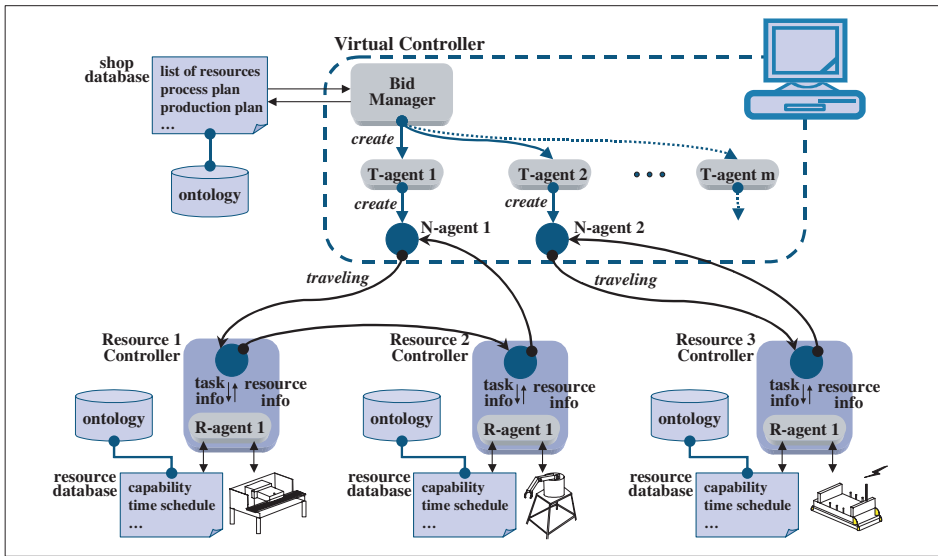 Virtual Controller
shop
database
list of resources
process plan
production plan
...
ontology
Bid
Manager
create
T-agent 1
T-agent 2
T-agent m
create
create
N-agent 1
N-agent 2
traveling
traveling
Resource 1
Controller
task
info
resource
info
R-agent 1
ontology
resource
database
capability
time schedule
...
Resource 2
Controller
task
info
resource
info
R-agent 1
ontology
resource
database
capability
time schedule
...
Resource 3
Controller
task
info
resource
info
R-agent 1
ontology
resource
database
capability
time schedule
...